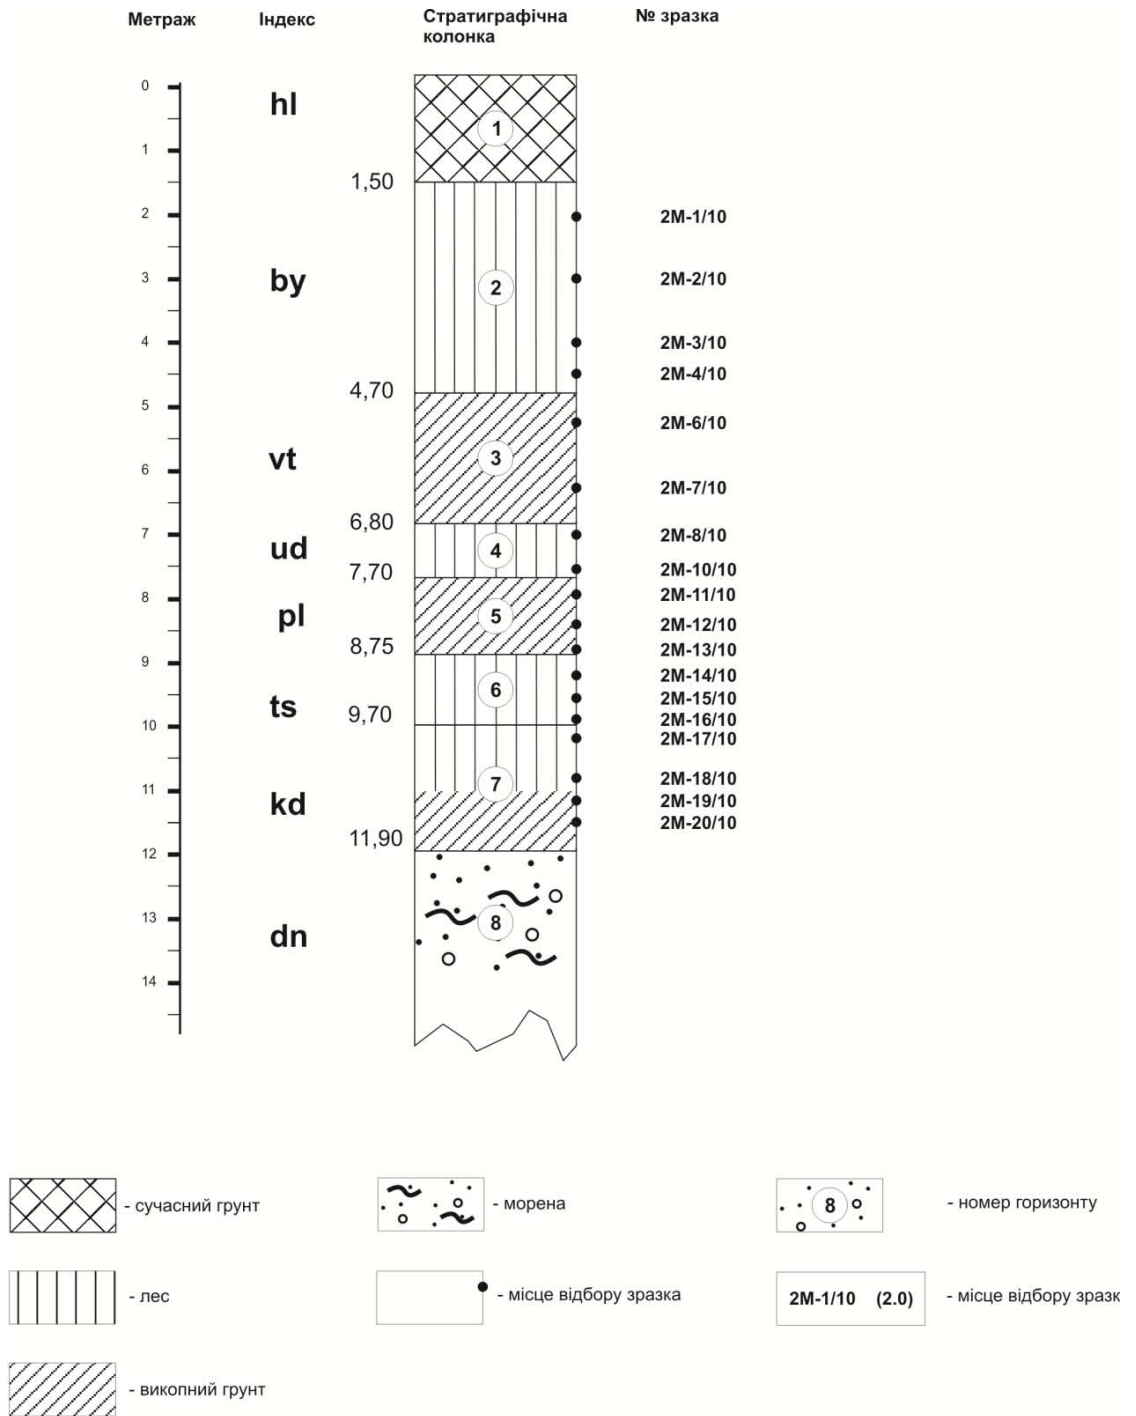 Метраж
Індекс
Стратиграфічна
колонка
№ зразка
0
hl
1
1
1,50
2
2М-1/10
3
by
2
2М-2/10
4
2М-3/10
2М-4/10
4,70
5
2М-6/10
vt
3
6
2М-7/10
6,80
7
2М-8/10
ud
4
7,70
2М-10/10
8
2М-11/10
pl
5
2М-12/10
8,75
2М-13/10
9
2М-14/10
6
2М-15/10
ts
9,70
2М-16/10
10
2М-17/10
2М-18/10
11
7
kd
2М-19/10
2М-20/10
11,90
12
13
8
dn
14
- сучасний грунт
- морена
8
- номер горизонту
- лес
- місце відбору зразка
2М-1/10 (2.0)
- місце відбору зразк
- викопний грунт